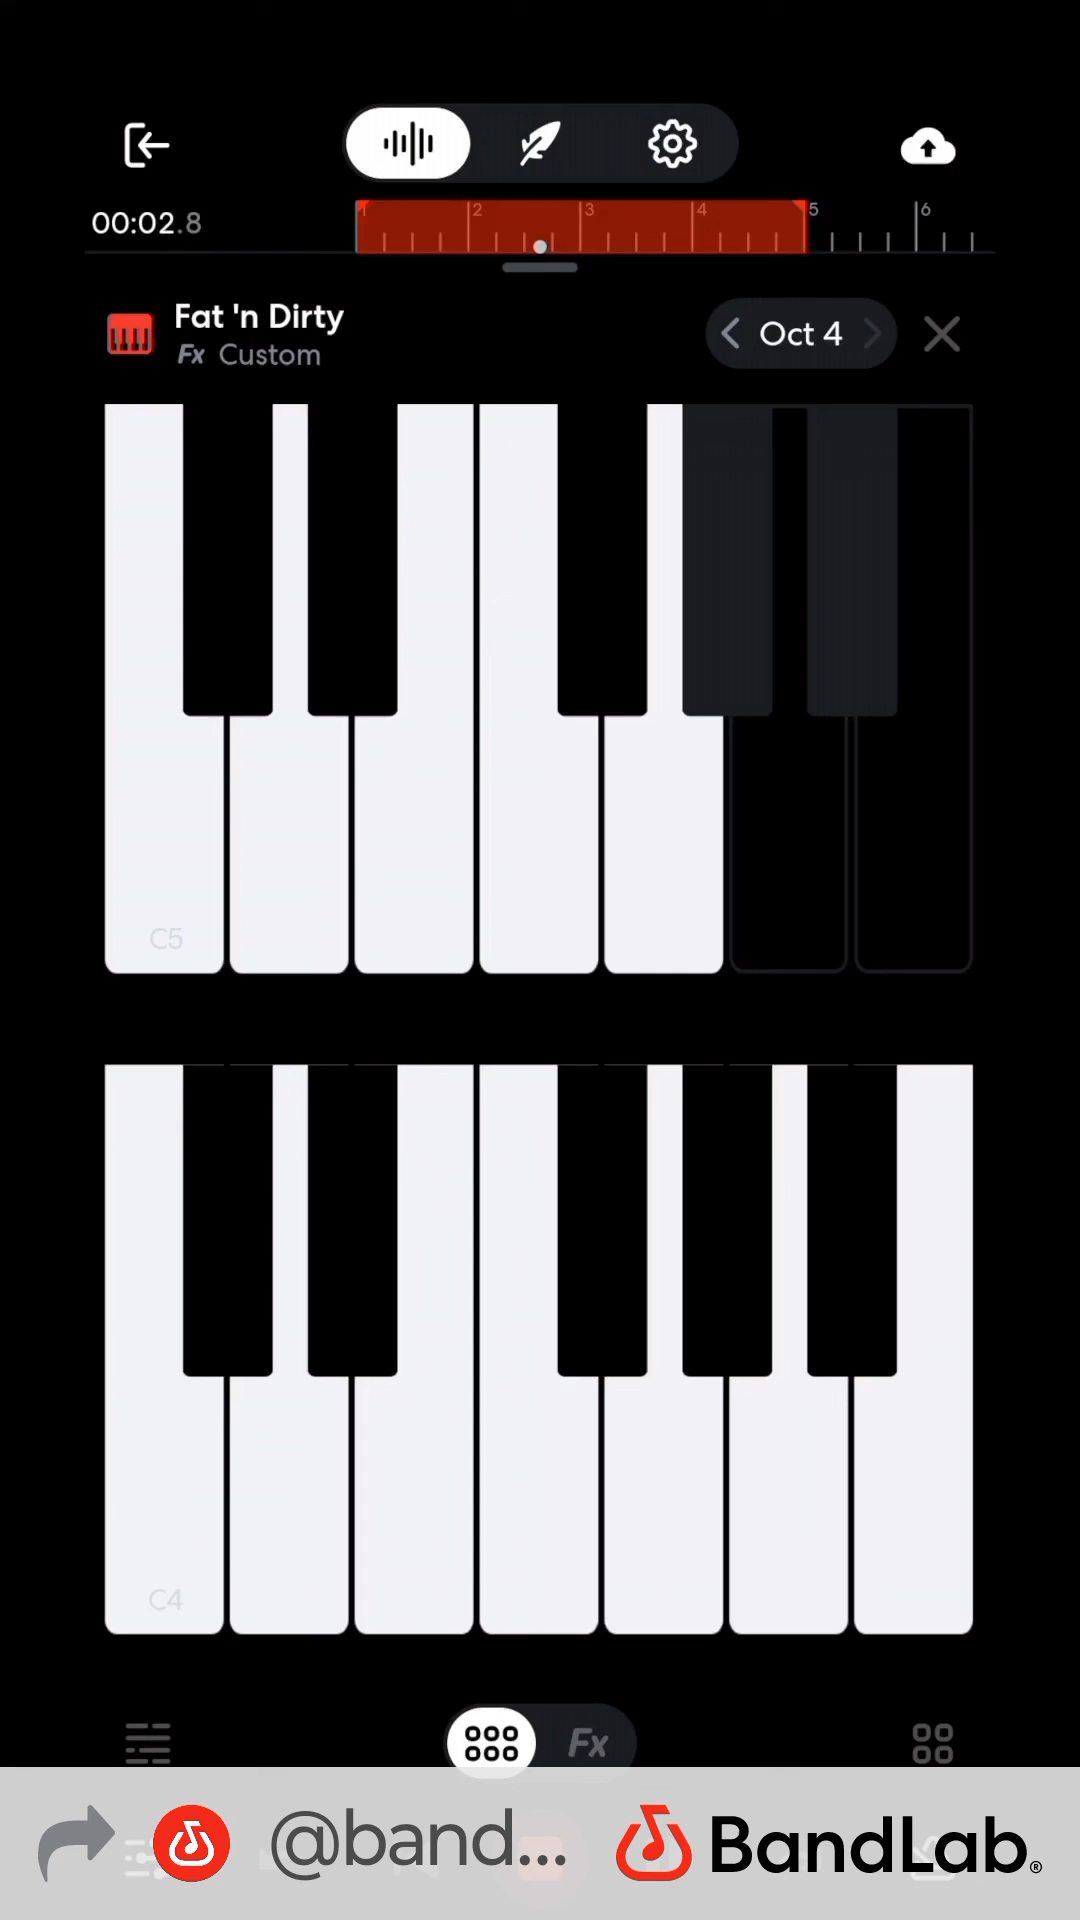 00:02.8
1 2 3 4 5 6
Fat 'n Dirty
Fx Custom
Oct 4
C5
C4
Fx
@band...
BandLab®